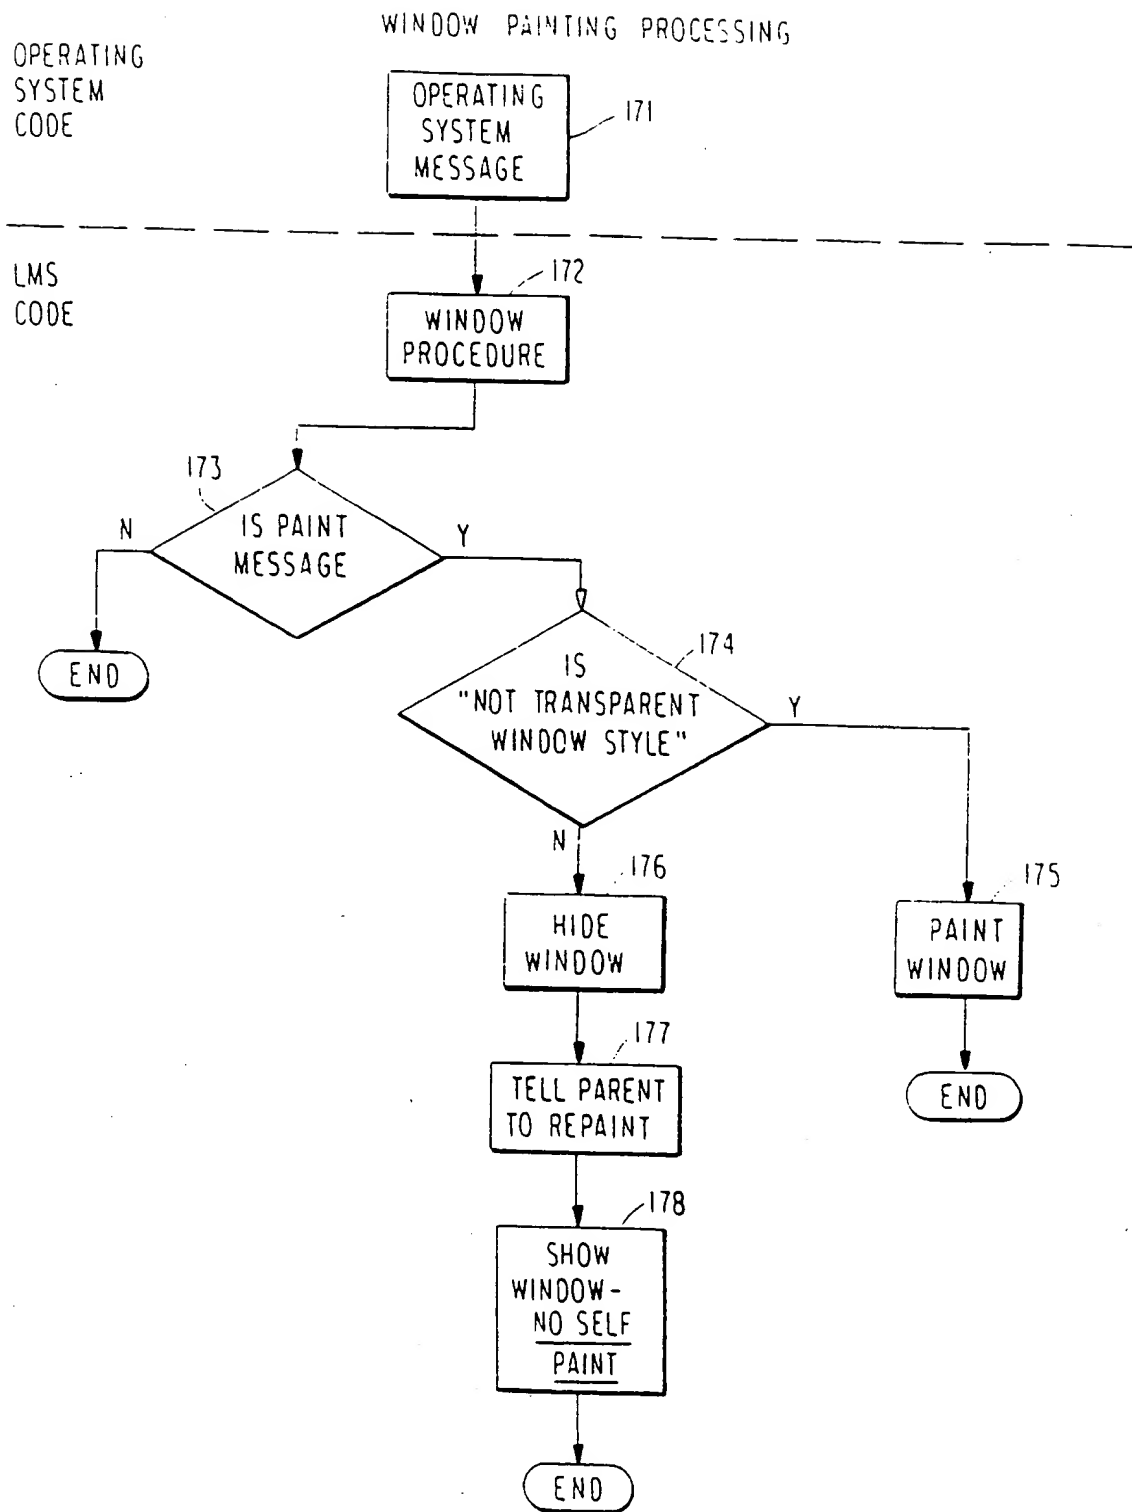 WINDOW PAINTING PROCESSING
OPERATING
SYSTEM
CODE
OPERATING
SYSTEM
MESSAGE
171
LMS
CODE
172
WINDOW
PROCEDURE
173
N
IS PAINT
MESSAGE
Y
END
174
IS
"NOT TRANSPARENT
WINDOW STYLE"
Y
N
176
HIDE
WINDOW
175
PAINT
WINDOW
177
TELL PARENT
TO REPAINT
END
178
SHOW
WINDOW-
NO SELF
PAINT
END